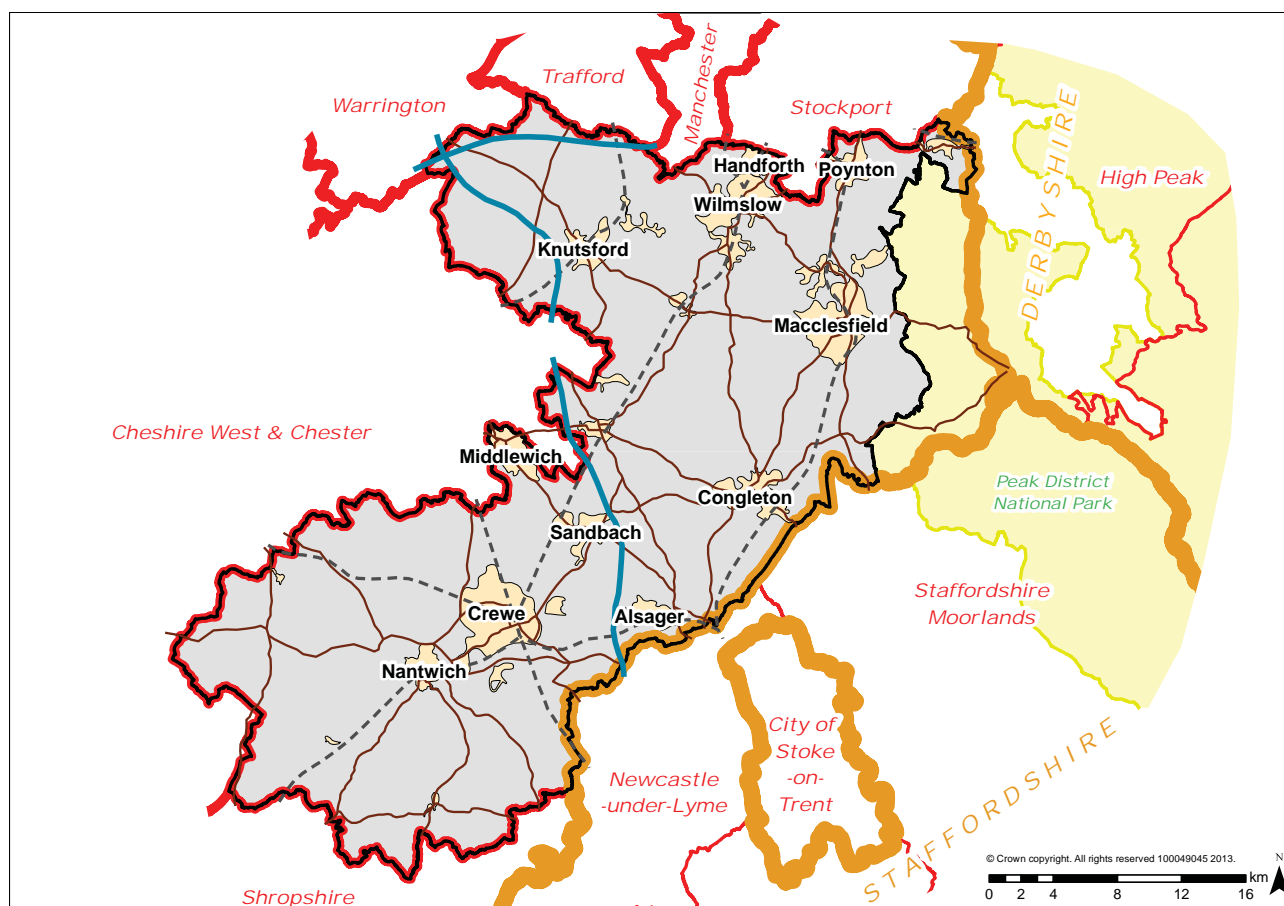 Trafford
Warrington
Manchester
Stockport
Handforth
Poynton
DERBYSHIRE
High Peak
Wilmslow
Knutsford
Macclesfield
Cheshire West & Chester
Middlewich
Congleton
Peak District
National Park
Sandbach
Staffordshire
Moorlands
Crewe
Alsager
Nantwich
City of
Stoke
-on-
Trent
Newcastle
-under-Lyme
STAFFORDSHIRE
Shropshire
© Crown copyright. All rights reserved 100049045 2013.
N
km
0 2 4 8 12 16